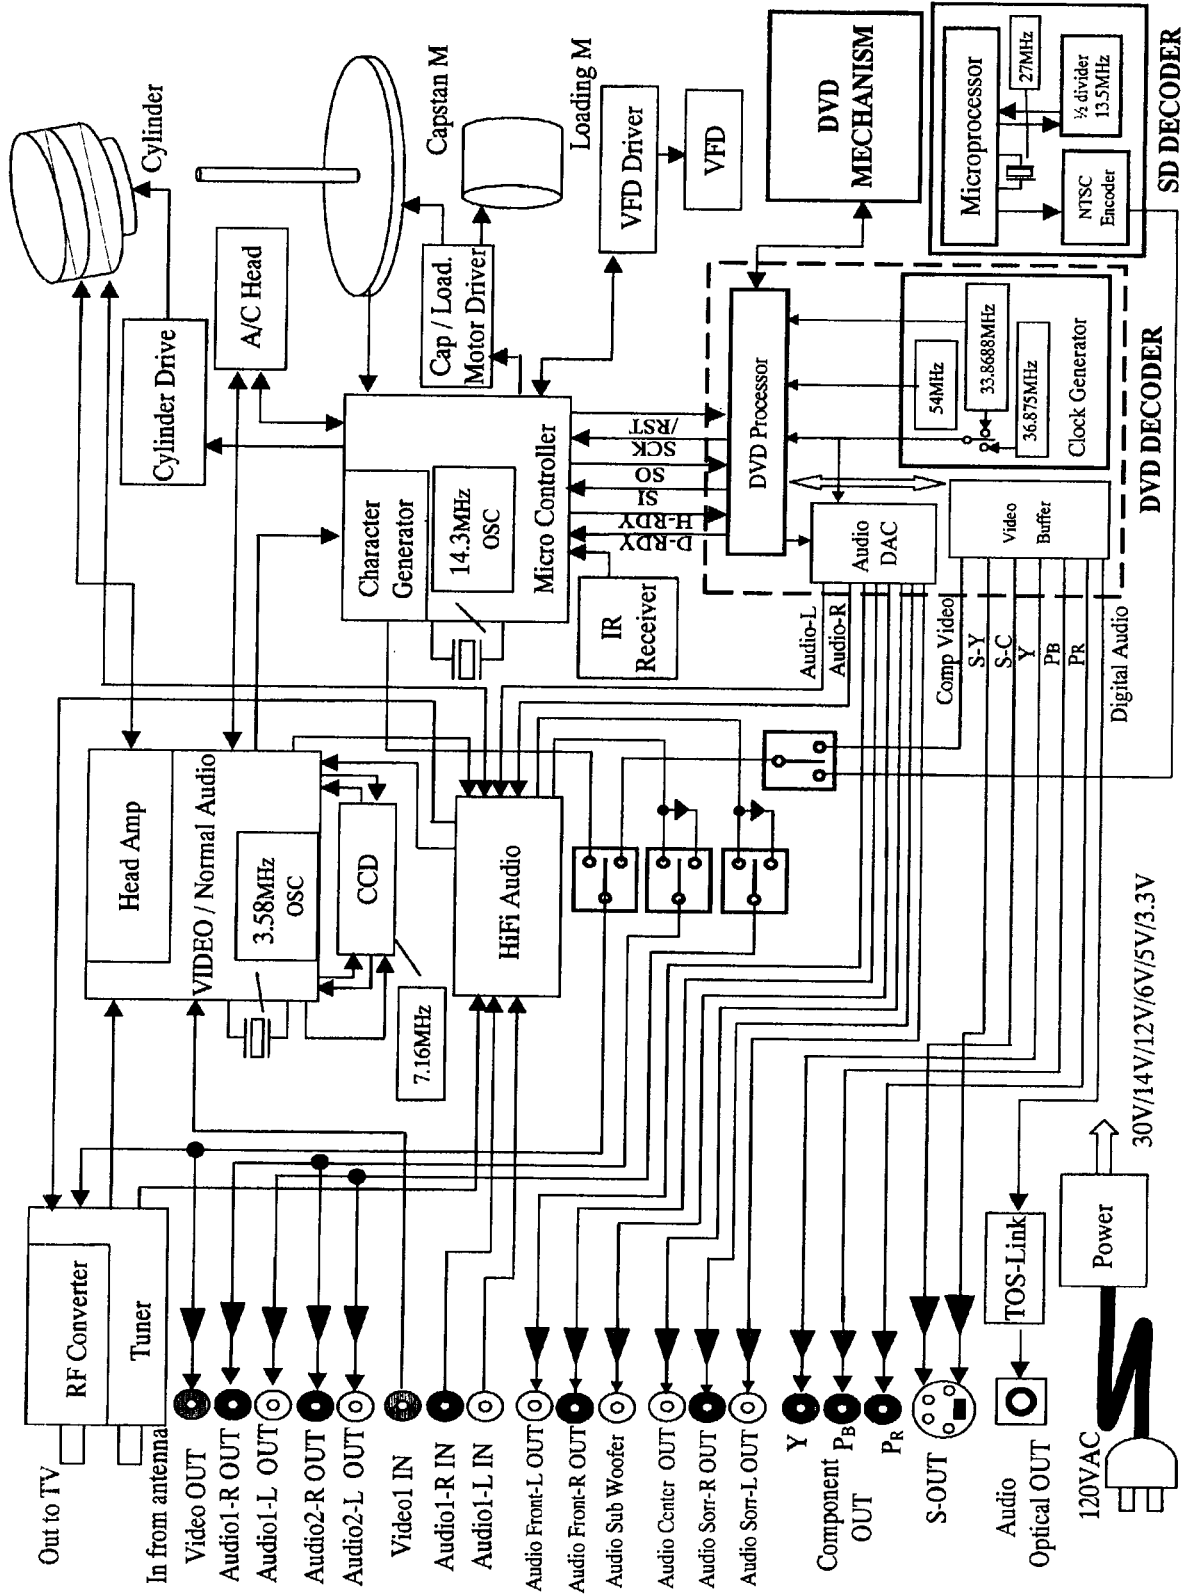 Out to TV
In from antenna
Video OUT
Audio1-R OUT
Audio1-L OUT
Audio2-R OUT
Audio2-L OUT
Video1 IN
Audio1-R IN
Audio1-L IN
Audio Front-L OUT
Audio Front-R OUT
Audio Sub Woofer
Audio Center OUT
Audio Sorr-R OUT
Audio Sorr-L OUT
Y
PB
PR
Component
OUT
S-OUT
Audio
Optical OUT
120VAC
RF Converter
Tuner
TOS-Link
Power
30V/14V/12V/6V/5V/3.3V
Head Amp
VIDEO / Normal Audio
3.58MHz
OSC
CCD
7.16MHz
HiFi Audio
Cylinder
Cylinder Drive
A/C Head
Capstan M
Loading M
Cap / Load.
Motor Driver
Character
Generator
14.3MHz
OSC
Micro Controller
IR
Receiver
VFD Driver
VFD
/RST
SCK
SO
SI
H-RDY
D-RDY
Audio-L
Audio-R
Comp Video
S-Y
S-C
Y
PB
PR
Digital Audio
DVD
MECHANISM
DVD Processor
54MHz
33.8688MHz
36.875MHz
Clock Generator
Audio
DAC
Video
Buffer
DVD DECODER
Microprocessor
27MHz
½ divider
13.5MHz
NTSC
Encoder
SD DECODER